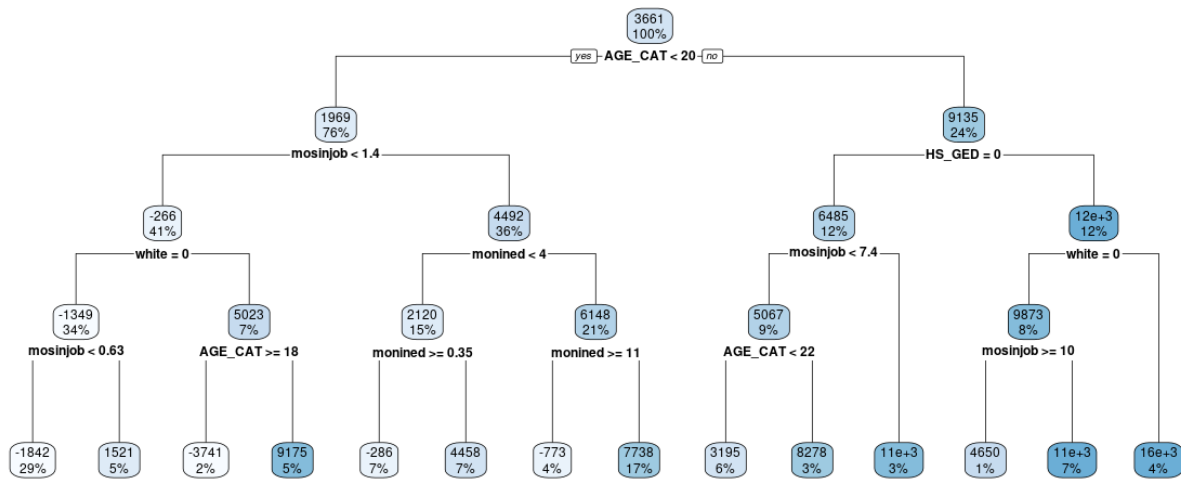 3661
100%
yes AGE_CAT < 20 no
1969
76%
9135
24%
mosinjob < 1.4
HS_GED = 0
-266
41%
4492
36%
6485
12%
12e+3
12%
white = 0
monined < 4
mosinjob < 7.4
white = 0
-1349
34%
5023
7%
2120
15%
6148
21%
5067
9%
9873
8%
mosinjob < 0.63
AGE_CAT >= 18
monined >= 0.35
monined >= 11
AGE_CAT < 22
mosinjob >= 10
-1842
29%
1521
5%
-3741
2%
9175
5%
-286
7%
4458
7%
-773
4%
7738
17%
3195
6%
8278
3%
11e+3
3%
4650
1%
11e+3
7%
16e+3
4%